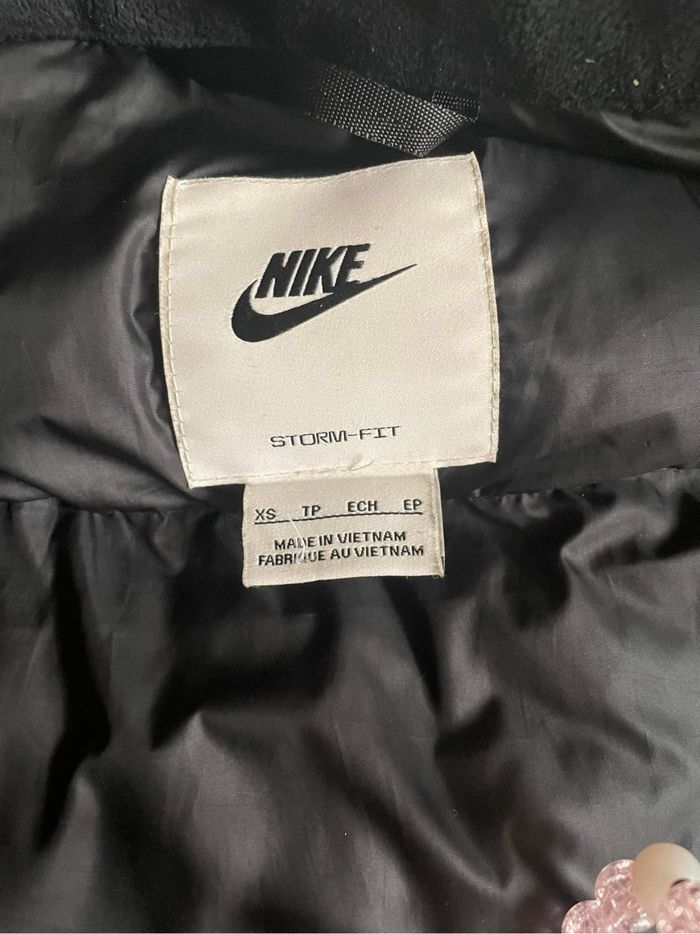 NIKE
STORM-FIT
XS TP ECH EP
MADE IN VIETNAM
FABRIQUE AU VIETNAM